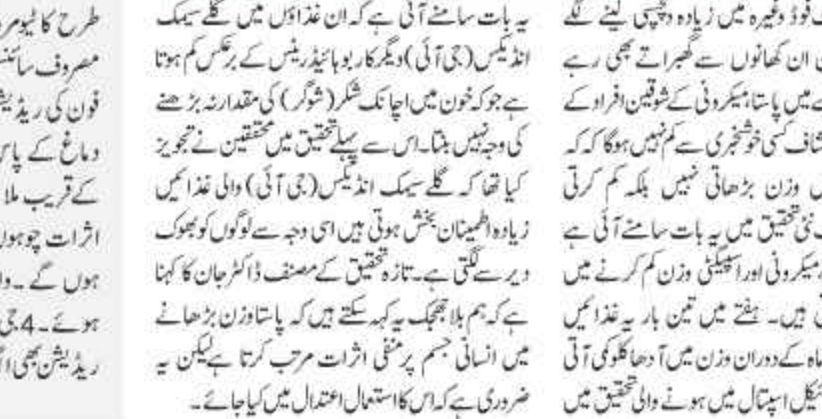 ف فوڈ وغیرہ میں زیادہ دلچسپی لینے لگے
ان کھانوں سے گھبراتے بھی رہے
میں پاستا، میکرونی کے شوقین افراد کے
شاف کسی خوشخبری سے کم نہیں ہوگا کہ کہ
وزن بڑھاتی نہیں بلکہ کم کرتی
نئی تحقیق میں یہ بات سامنے آئی ہے
میکرونی اور اسپیگٹی وزن کم کرنے میں
ہیں۔ ہفتے میں تین بار یہ غذائیں
ماہ کے دوران وزن میں آدھا کلو کمی آتی
ئیکل اسپتال میں ہونے والی تحقیق میں
یہ بات سامنے آئی ہے کہ ان غذاؤں میں گلے سیمک
انڈیکس (جی آئی) دیگر کاربوہائیڈریٹس کے برعکس کم ہوتا
ہے جو کہ خون میں اچانک شکر (شوگر) کی مقدار نہ بڑھنے
کی وجہ نہیں بنتا۔ اس سے پہلے تحقیق میں محققین نے تجویز
کیا تھا کہ گلے سیمک انڈیکس (جی آئی) والی غذائیں
زیادہ اطمینان بخش ہوتی ہیں اسی وجہ سے لوگوں کو بھوک
دیر سے لگتی ہے۔ تازہ تحقیق کے مصنف ڈاکٹر جان کا کہنا
ہے کہ ہم بلا جھجک یہ کہہ سکتے ہیں کہ پاستا وزن بڑھانے
میں انسانی جسم پر منفی اثرات مرتب کرتا ہے لیکن یہ
ضروری ہے کہ اس کا استعمال اعتدال میں کیا جائے۔
طرح کا ٹیومر
مصروف سائنس
فون کی ریڈیشن
دماغ کے پاس
کے قریب ملا
اثرات چوہوں
ہوں گے۔
ہوئے۔ 4 جی
ریڈیشن بھی